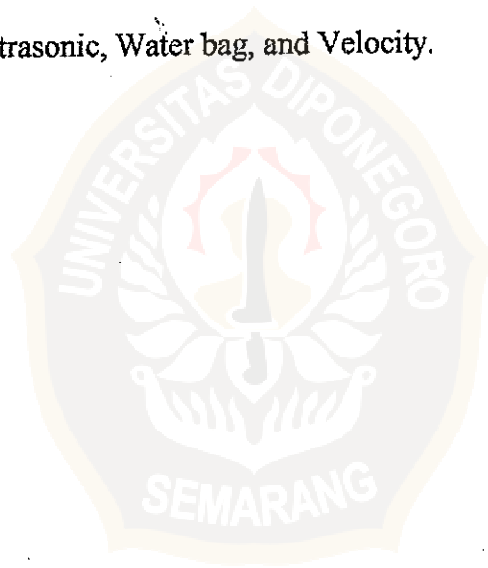 trasonic, Water bag, and Velocity.
UNIVERSITAS DIPONEGORO
SEMARANG